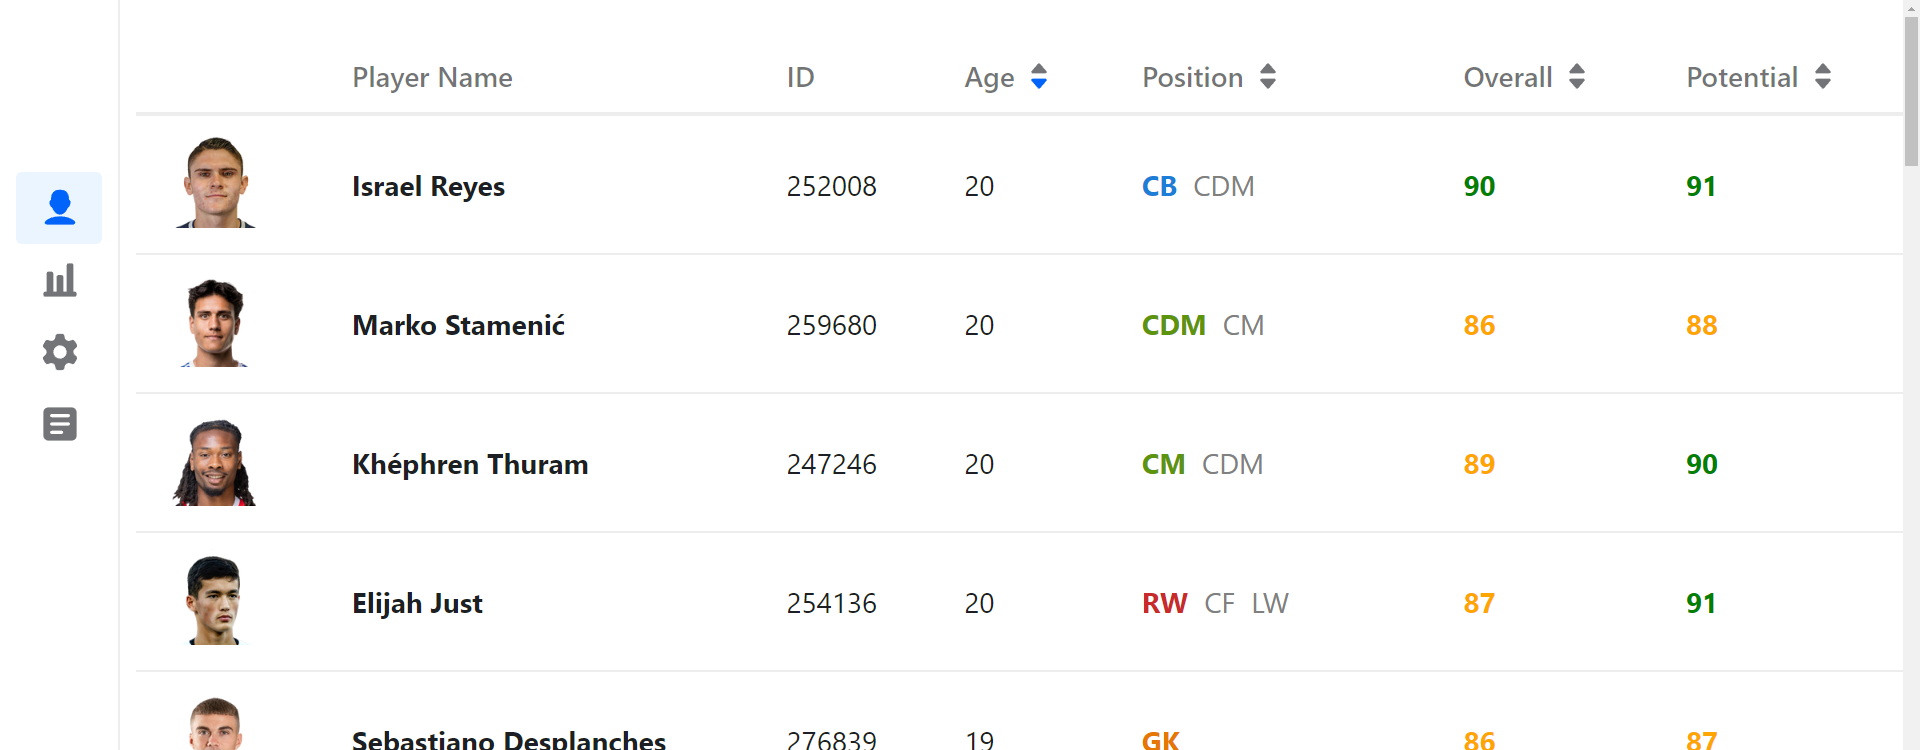 Player Name ID Age Position Overall Potential
Israel Reyes 252008 20 CB CDM 90 91
Marko Stamenić 259680 20 CDM CM 86 88
Khéphren Thuram 247246 20 CM CDM 89 90
Elijah Just 254136 20 RW CF LW 87 91
Sebastiano Desplanches 276839 19 GK 86 87